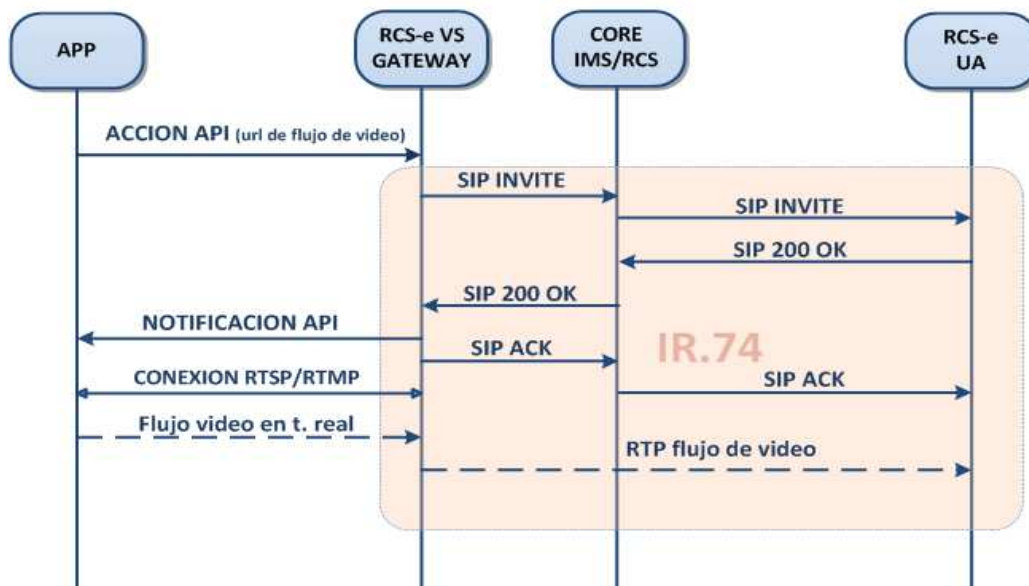 APP
RCS-e VS
GATEWAY
CORE
IMS/RCS
RCS-e
UA
ACCION API (url de flujo de video)
SIP INVITE
SIP INVITE
SIP 200 OK
SIP 200 OK
NOTIFICACION API
SIP ACK
IR.74
CONEXION RTSP/RTMP
SIP ACK
Flujo video en t. real
RTP flujo de video